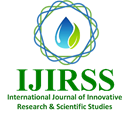 IJIRSS
International Journal of Innovative
Research & Scientific Studies